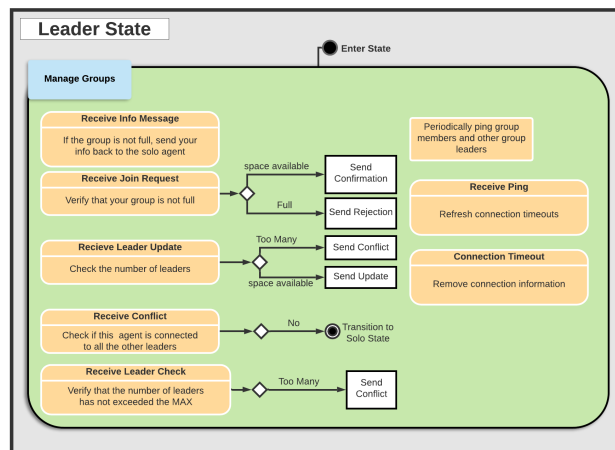 Leader State
Enter State
Manage Groups
Receive Info Message
If the group is not full, send your
info back to the solo agent
Receive Join Request
Verify that your group is not full
space available
Full
Send
Confirmation
Send Rejection
Periodically ping group
members and other group
leaders
Receive Ping
Refresh connection timeouts
Recieve Leader Update
Check the number of leaders
Too Many
space available
Send Conflict
Send Update
Connection Timeout
Remove connection information
Receive Conflict
Check if this agent is connected
to all the other leaders
No
Transition to
Solo State
Receive Leader Check
Verify that the number of leaders
has not exceeded the MAX
Too Many
Send
Conflict